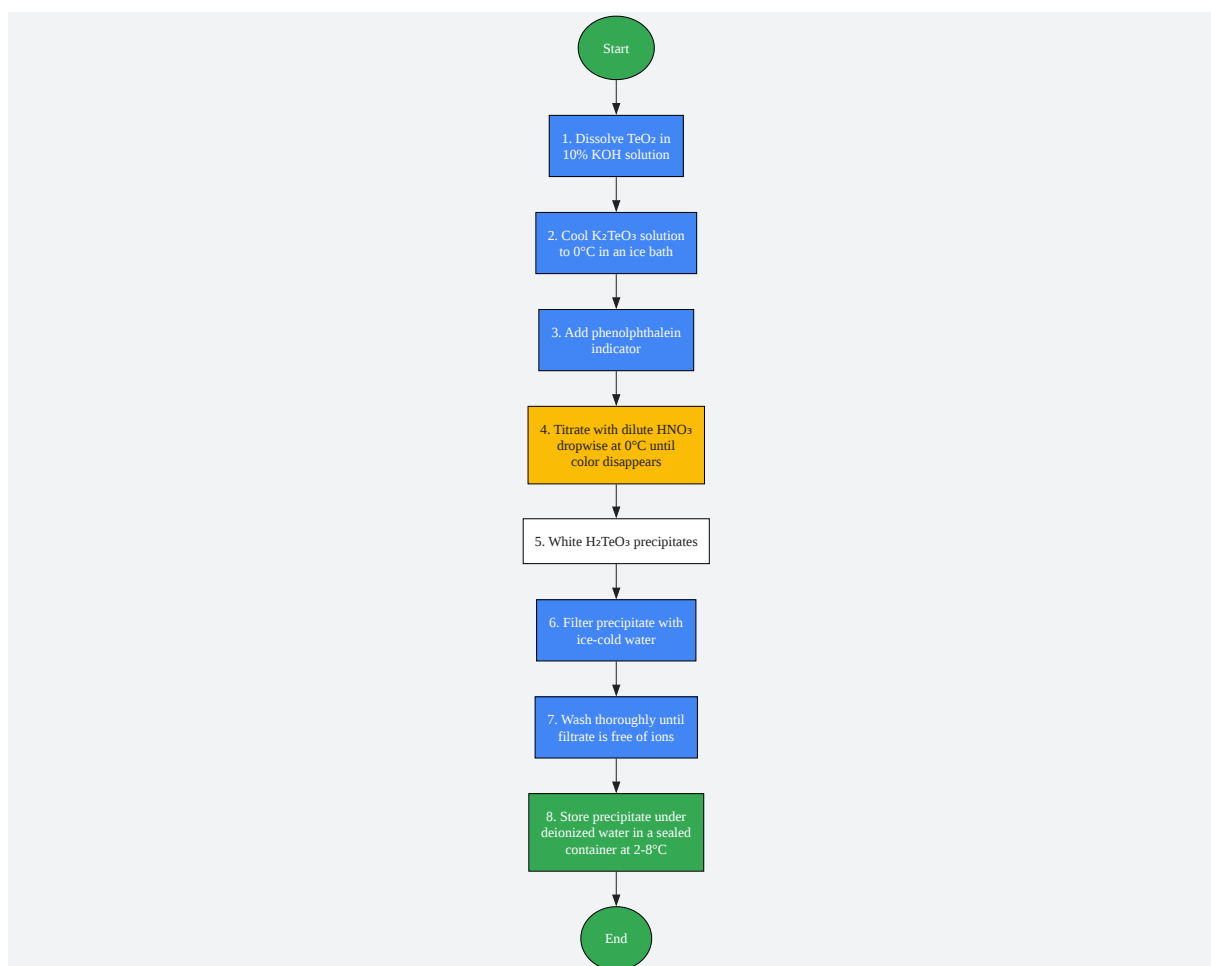 Start
1. Dissolve TeO₂ in
10% KOH solution
2. Cool K₂TeO₃ solution
to 0°C in an ice bath
3. Add phenolphthalein
indicator
4. Titrate with dilute HNO₃
dropwise at 0°C until
color disappears
5. White H₂TeO₃ precipitates
6. Filter precipitate with
ice-cold water
7. Wash thoroughly until
filtrate is free of ions
8. Store precipitate under
deionized water in a sealed
container at 2-8°C
End